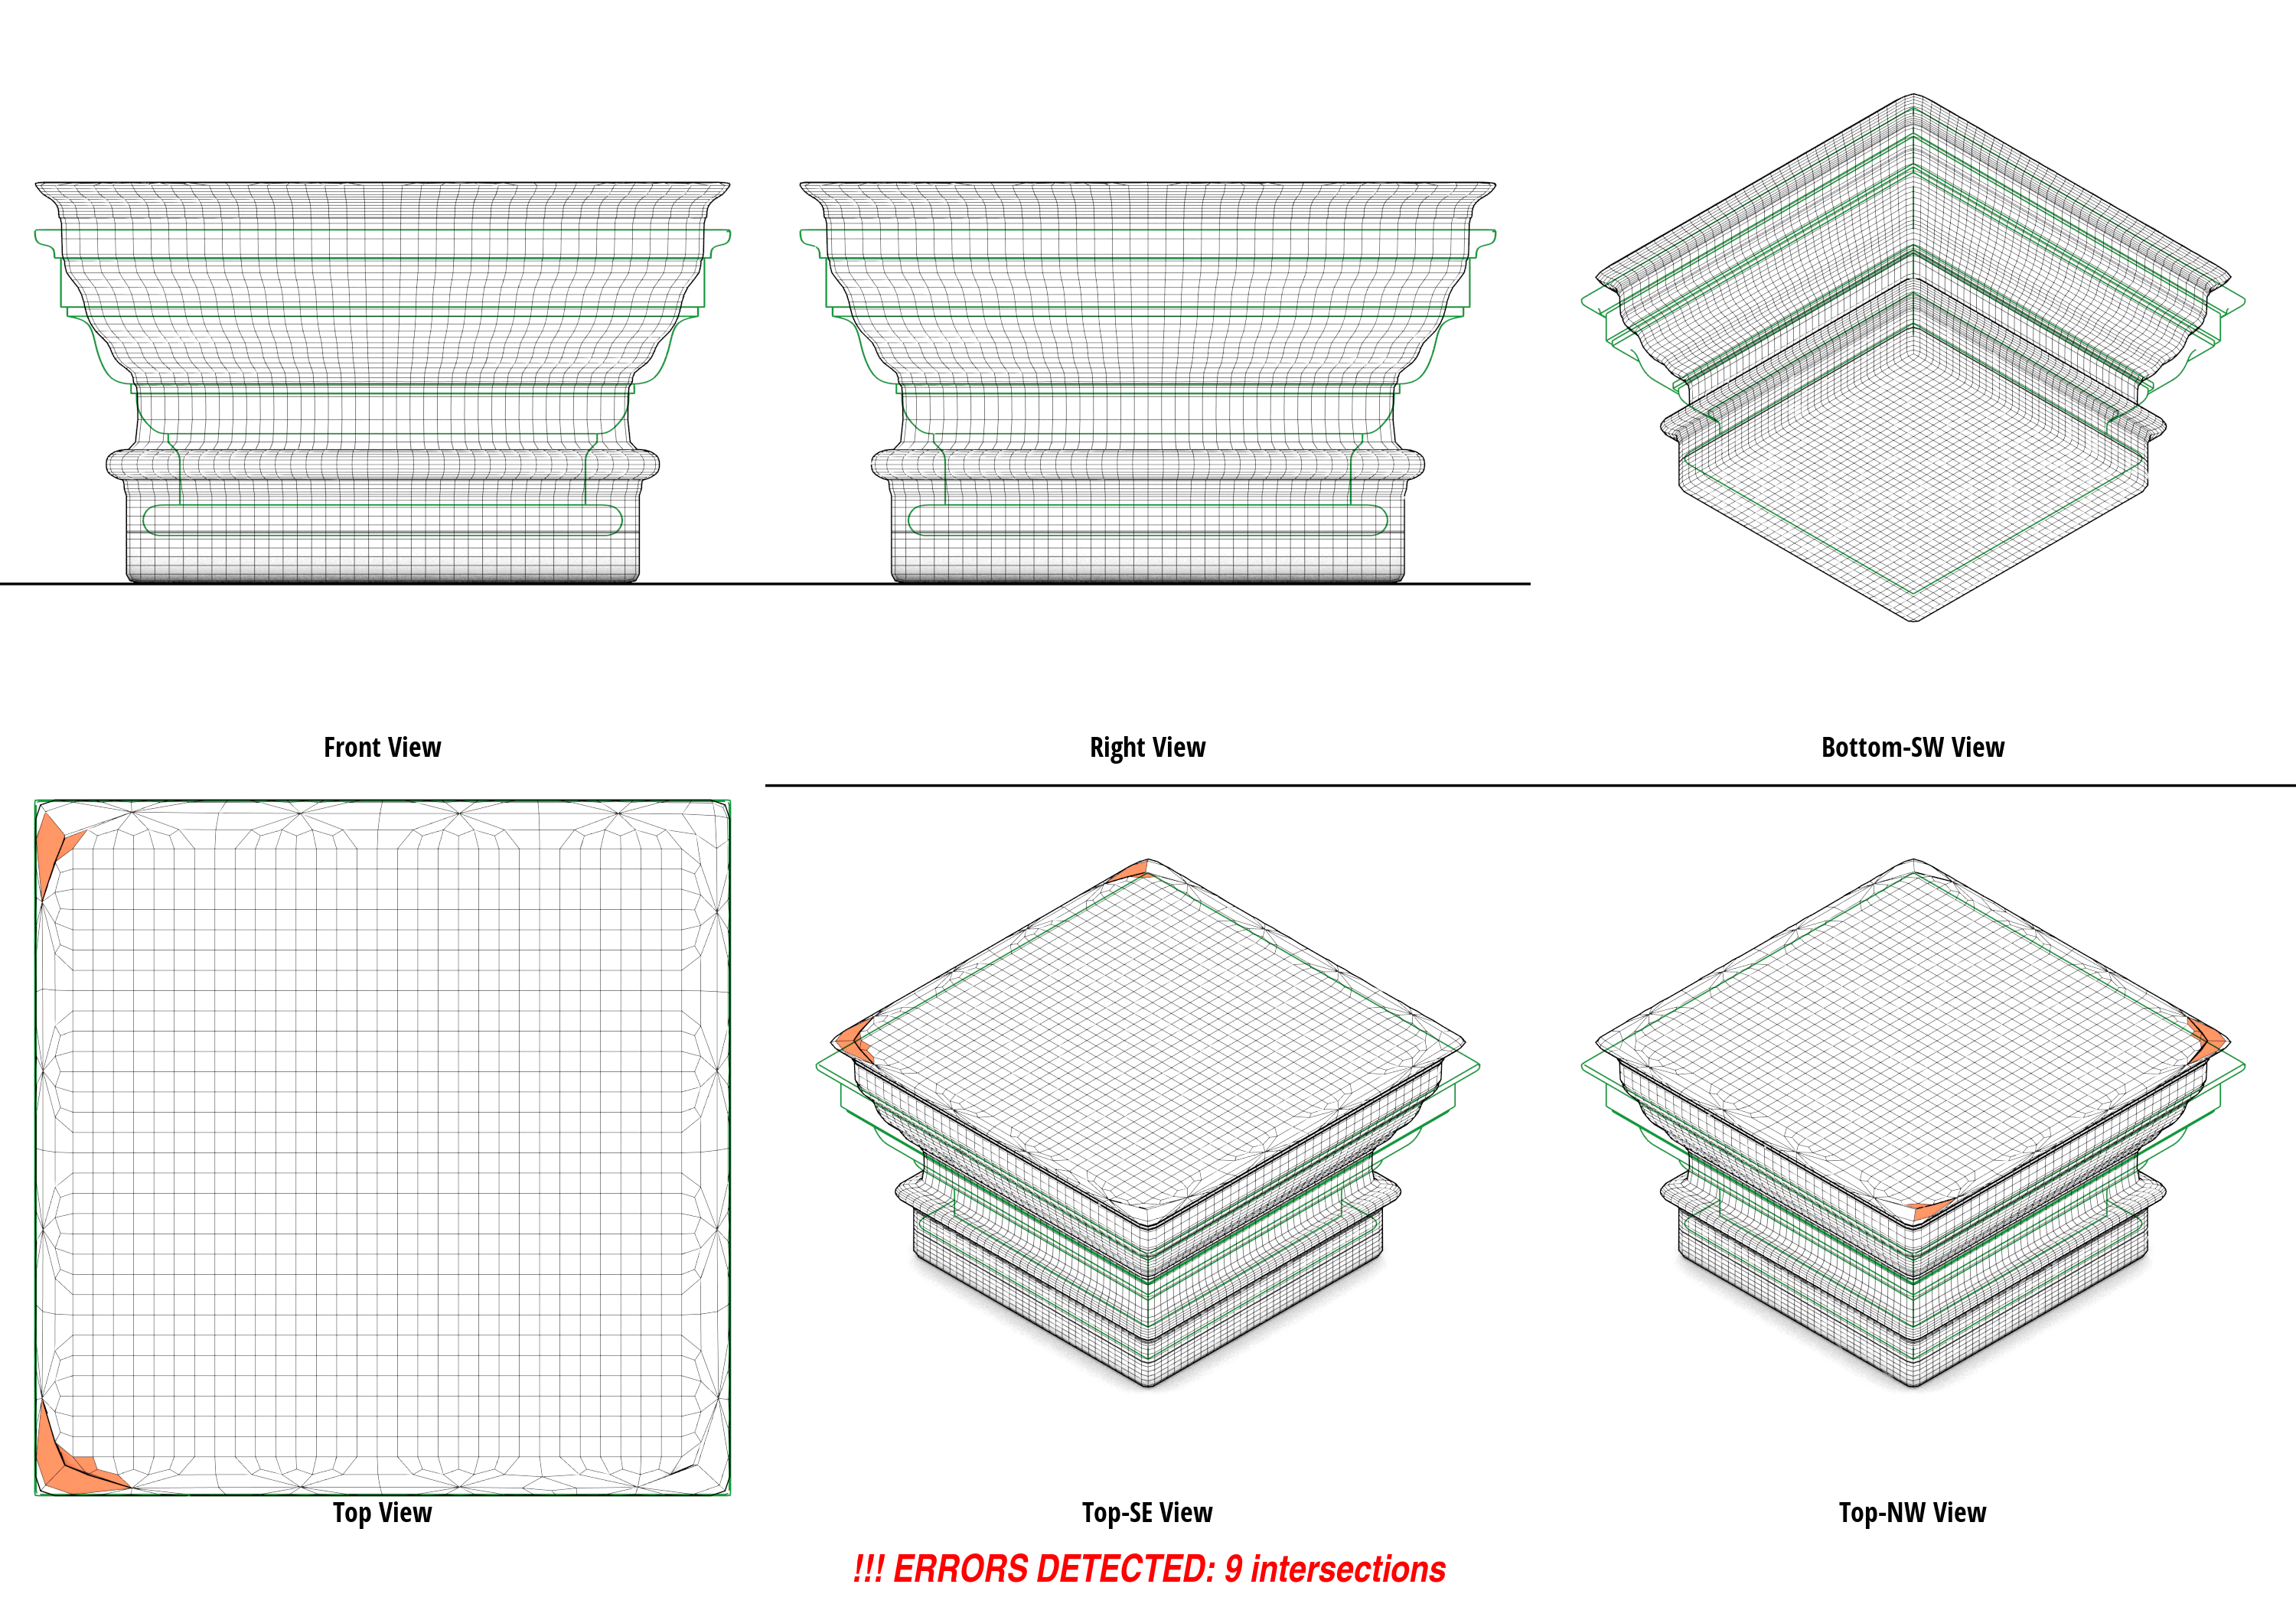 Front View
Right View
Bottom-SW View
Top View
Top-SE View
Top-NW View
!!! ERRORS DETECTED: 9 intersections